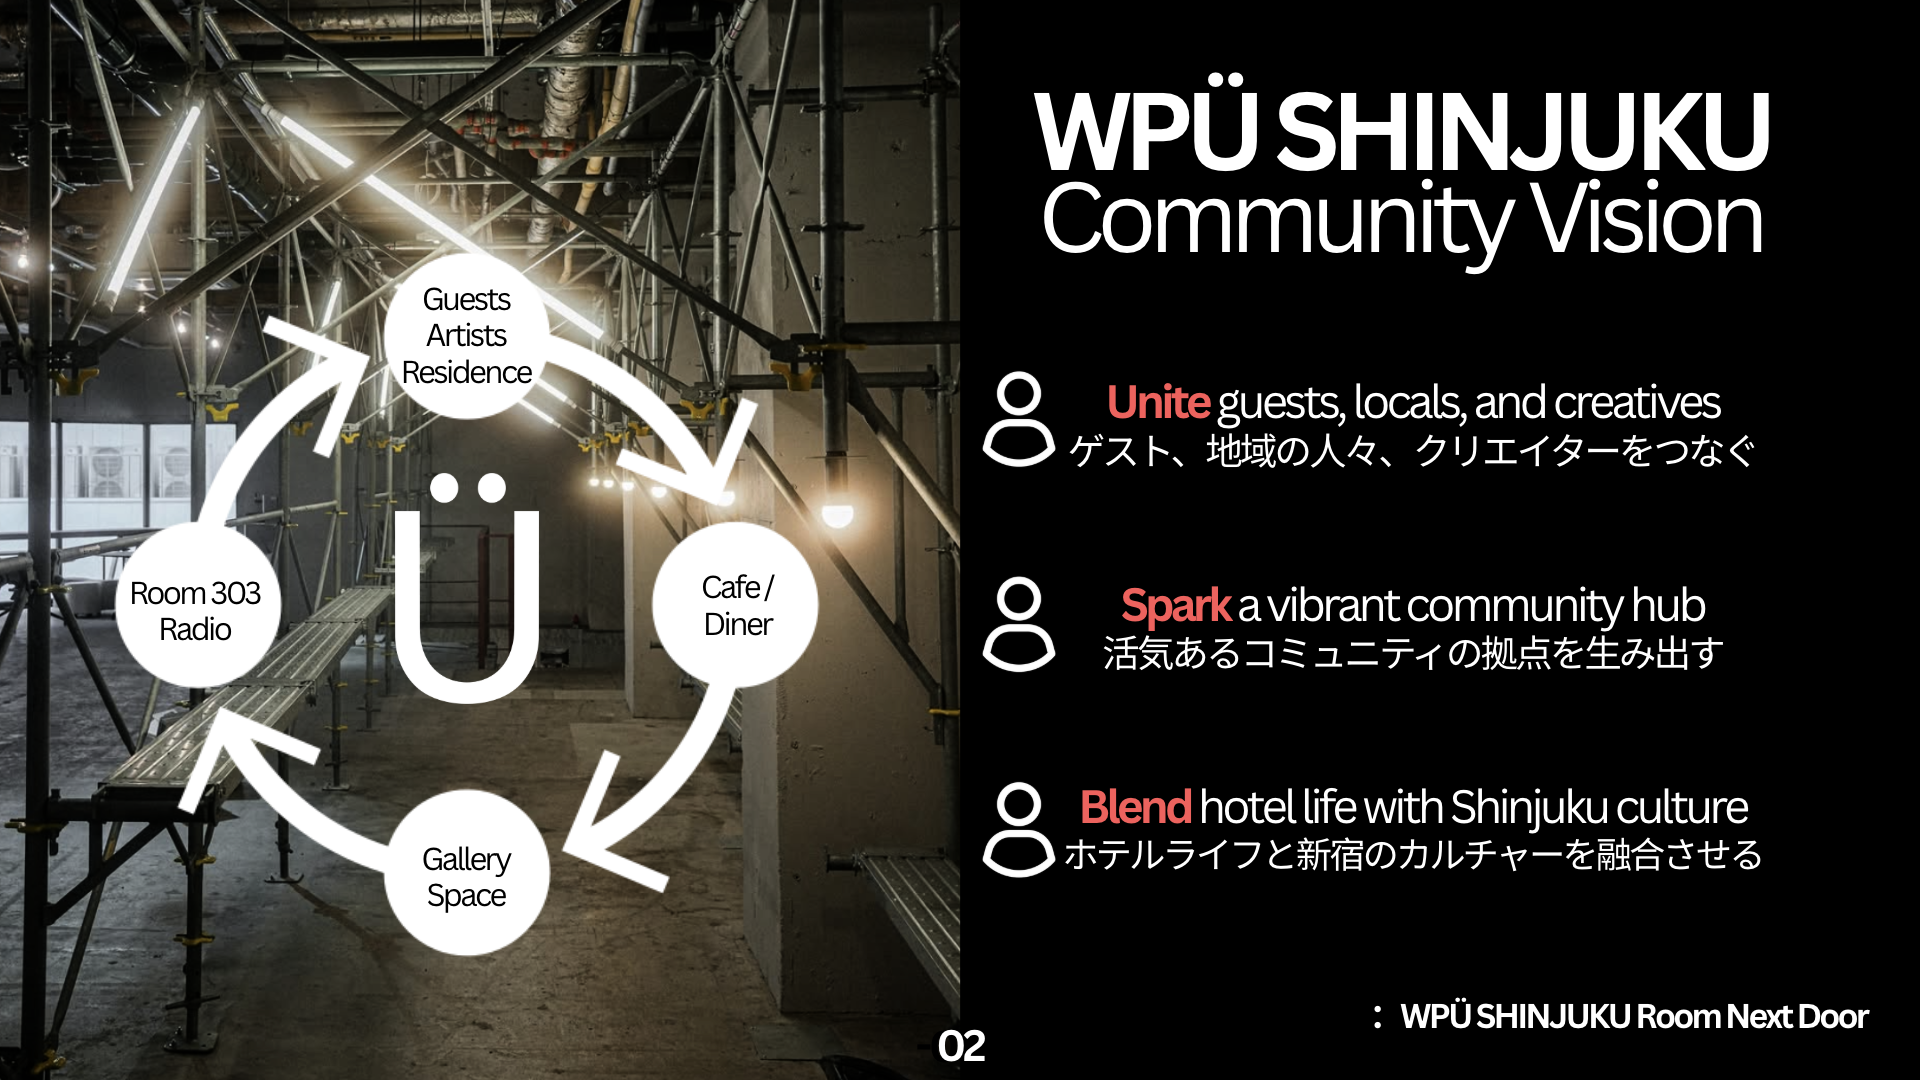 WPÜ SHINJUKU
Community Vision
Guests
Artists
Residence
Cafe /
Diner
Gallery
Space
Room 303
Radio
Ü
Unite guests, locals, and creatives
ゲスト、地域の人々、クリエイターをつなぐ
Spark a vibrant community hub
活気あるコミュニティの拠点を生み出す
Blend hotel life with Shinjuku culture
ホテルライフと新宿のカルチャーを融合させる
: WPÜ SHINJUKU Room Next Door
02